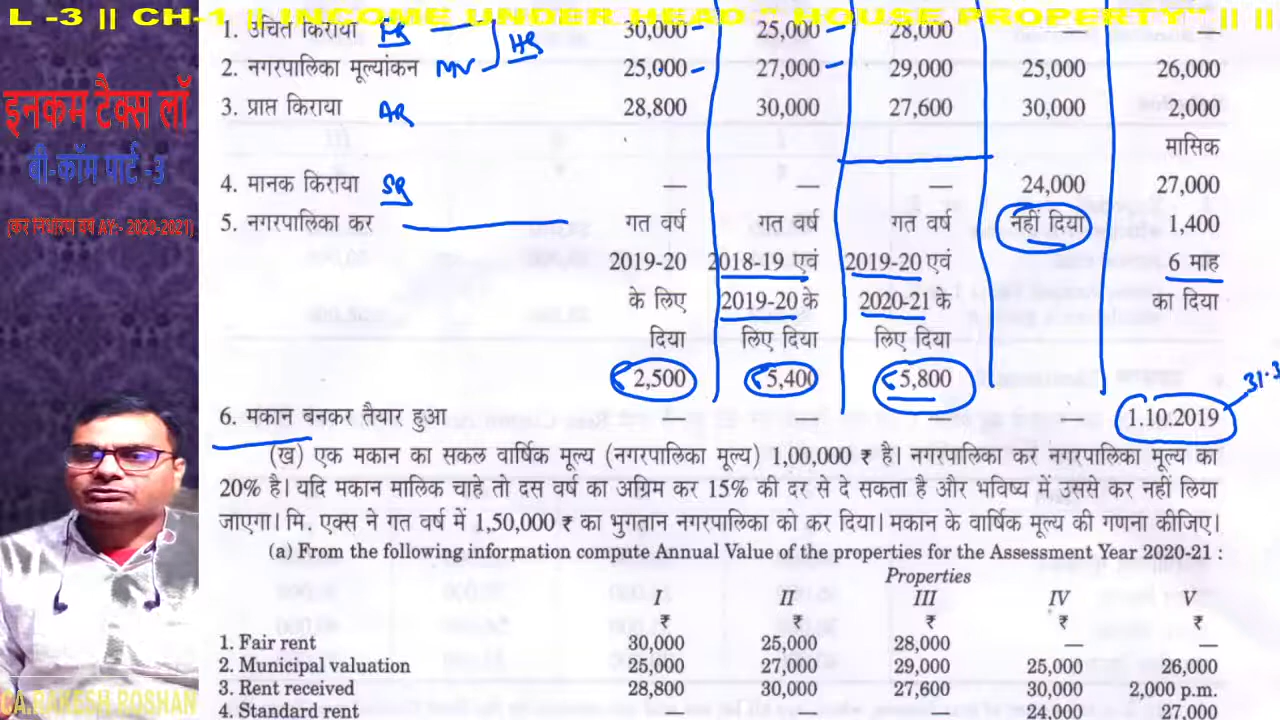 L -3 || CH-1 || INCOME UNDER HEAD " HOUSE PROPERTY" || ||
इनकम टैक्स लॉ
बी-कॉम पार्ट -3
(कर निर्धारण वर्ष AY:- 2020-2021)
1. उचित किराया FR HR 30,000 25,000 28,000
2. नगरपालिका मूल्यांकन MV 25,000 27,000 29,000 25,000 26,000
3. प्राप्त किराया AR 28,800 30,000 27,600 30,000 2,000
मासिक
4. मानक किराया SR — — — 24,000 27,000
5. नगरपालिका कर गत वर्ष गत वर्ष गत वर्ष नहीं दिया 1,400
2019-20 2018-19 एवं 2019-20 एवं 6 माह
के लिए 2019-20 के 2020-21 के का दिया
दिया लिए दिया लिए दिया
2,500 5,400 5,800 31.3
6. मकान बनकर तैयार हुआ 1.10.2019
(ख) एक मकान का सकल वार्षिक मूल्य (नगरपालिका मूल्य) 1,00,000 ₹ है। नगरपालिका कर नगरपालिका मूल्य का
20% है। यदि मकान मालिक चाहे तो दस वर्ष का अग्रिम कर 15% की दर से दे सकता है और भविष्य में उससे कर नहीं लिया
जाएगा। मि. एक्स ने गत वर्ष में 1,50,000 ₹ का भुगतान नगरपालिका को कर दिया। मकान के वार्षिक मूल्य की गणना कीजिए।
(a) From the following information compute Annual Value of the properties for the Assessment Year 2020-21 :
Properties
I II III IV V
₹ ₹ ₹ ₹ ₹
1. Fair rent 30,000 25,000 28,000 — —
2. Municipal valuation 25,000 27,000 29,000 25,000 26,000
3. Rent received 28,800 30,000 27,600 30,000 2,000 p.m.
4. Standard rent — — — 24,000 27,000
CA.RAKESH ROSHAN